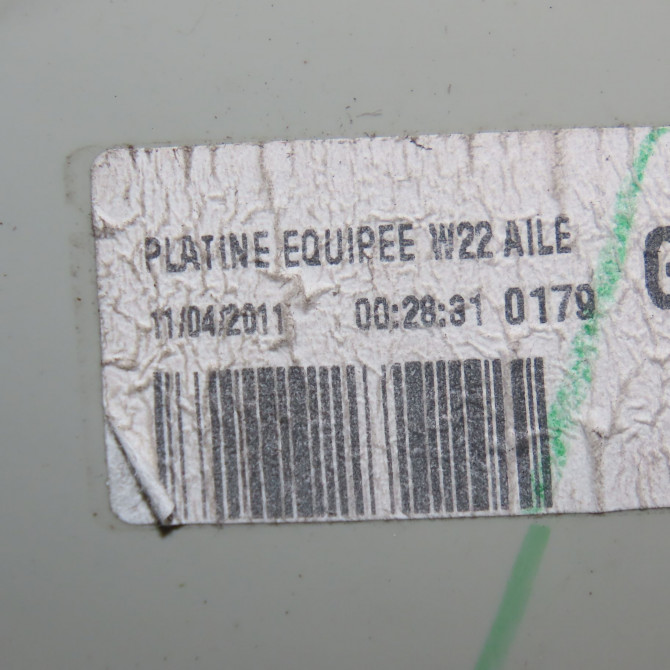 PLATINE EQUIPEE W22 AILE
11/04/2011 00:28:31 0179
G